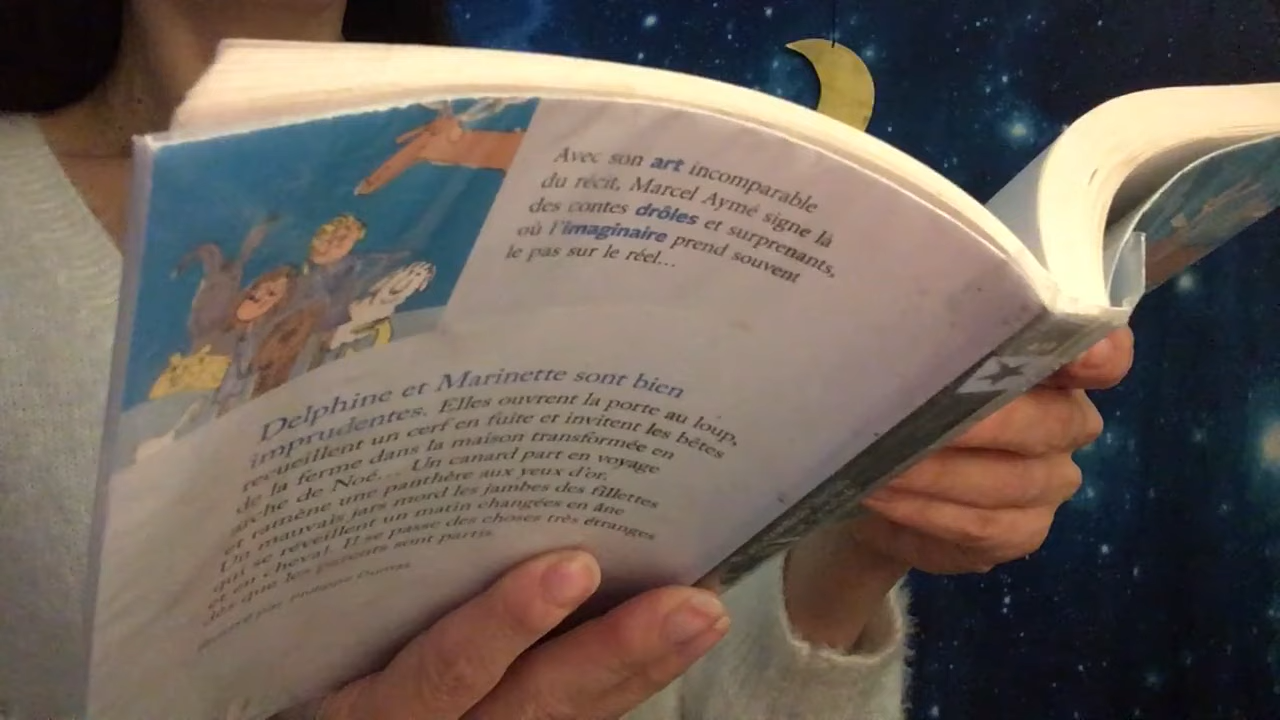 Avec son art incomparable
du récit, Marcel Aymé signe là
des contes drôles et surprenants,
où l'imaginaire prend souvent
le pas sur le réel...
Delphine et Marinette sont bien
imprudentes. Elles ouvrent la porte au loup,
recueillent un cerf en fuite et invitent les bêtes
de la ferme dans la maison transformée en
arche de Noé... Un canard part en voyage
et ramène une panthère aux yeux d'or.
Un mauvais jars mord les jambes des fillettes
qui se réveillent un matin changées en âne
et en cheval. Il se passe des choses très étranges
dès que les parents sont partis.
Illustré par Philippe Dumas